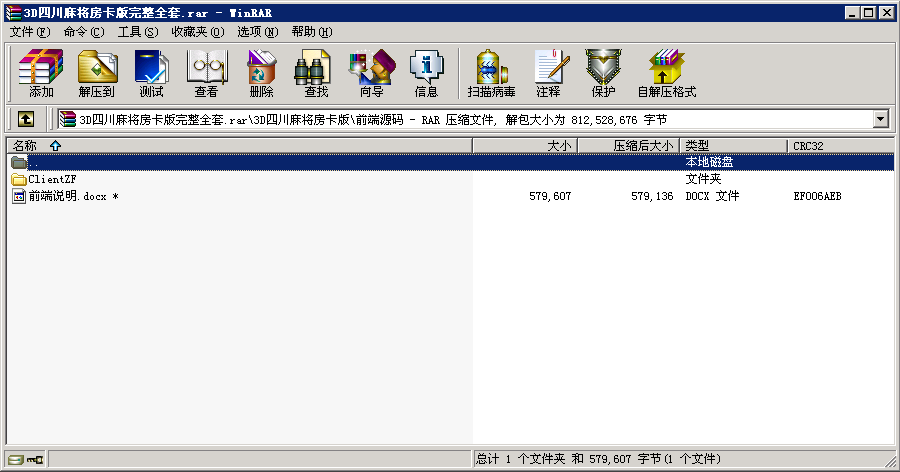 3D四川麻将房卡版完整全套.rar - WinRAR
文件(F) 命令(C) 工具(S) 收藏夹(O) 选项(N) 帮助(H)
添加 解压到 测试 查看 删除 查找 向导 信息 扫描病毒 注释 保护 自解压格式
3D四川麻将房卡版完整全套.rar\3D四川麻将房卡版\前端源码 - RAR 压缩文件, 解包大小为 812,528,676 字节
名称 大小 压缩后大小 类型 CRC32
.. 本地磁盘
ClientZF 文件夹
前端说明.docx * 579,607 579,136 DOCX 文件 EF006AEB
总计 1 个文件夹 和 579,607 字节(1 个文件)